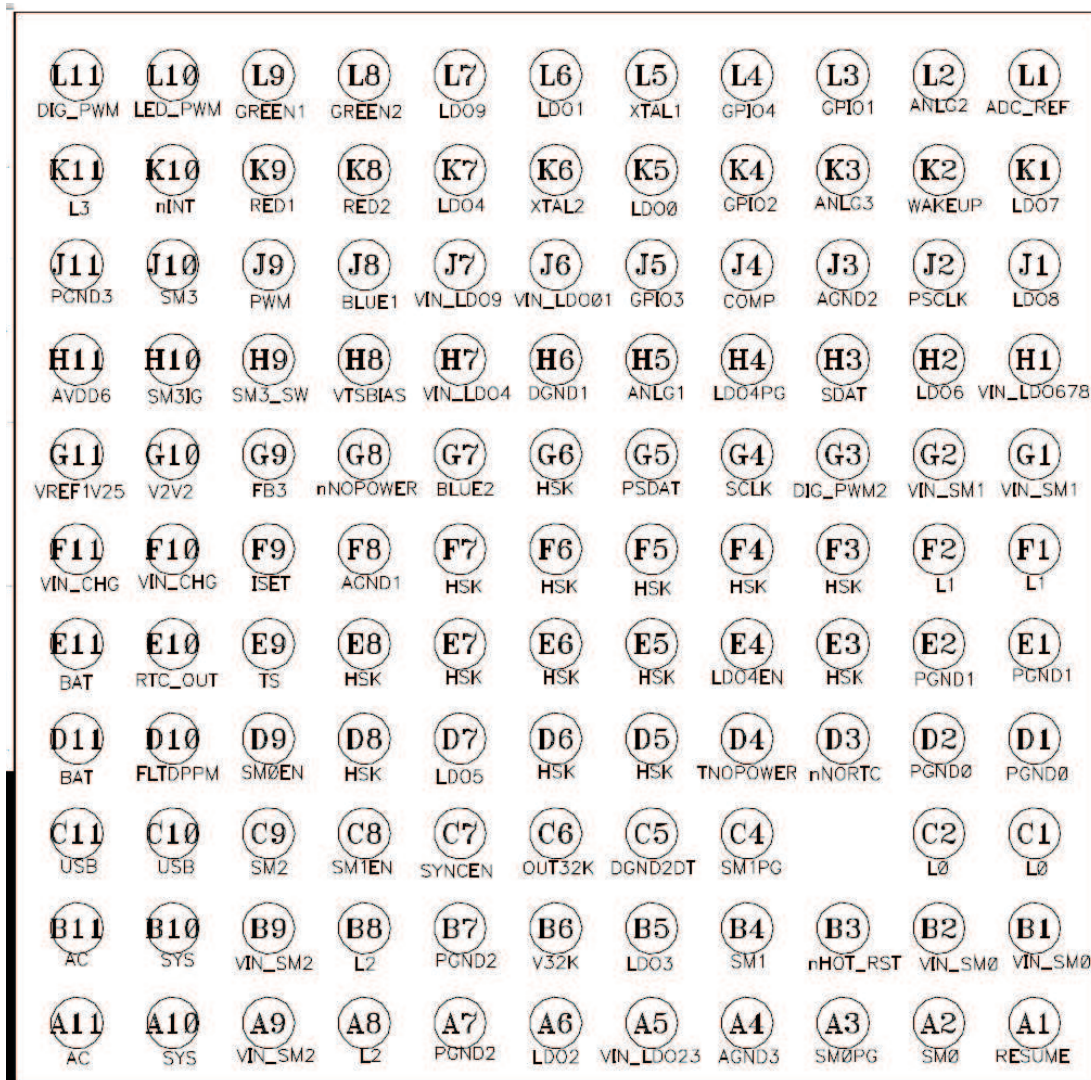 L11 L10 L9 L8 L7 L6 L5 L4 L3 L2 L1
DIG_PWM LED_PWM GREEN1 GREEN2 LDO9 LDO1 XTAL1 GPIO4 GPIO1 ANLG2 ADC_REF
K11 K10 K9 K8 K7 K6 K5 K4 K3 K2 K1
L3 nINT RED1 RED2 LDO4 XTAL2 LDO0 GPIO2 ANLG3 WAKEUP LDO7
J11 J10 J9 J8 J7 J6 J5 J4 J3 J2 J1
PGND3 SM3 PWM BLUE1 VIN_LDO9 VIN_LDO01 GPIO3 COMP AGND2 PSCLK LDO8
H11 H10 H9 H8 H7 H6 H5 H4 H3 H2 H1
AVDD6 SM3IG SM3_SW VTSBIAS VIN_LDO4 DGND1 ANLG1 LDO4PG SDAT LDO6 VIN_LDO678
G11 G10 G9 G8 G7 G6 G5 G4 G3 G2 G1
VREF1V25 V2V2 FB3 nNOPOWER BLUE2 HSK PSDAT SCLK DIG_PWM2 VIN_SM1 VIN_SM1
F11 F10 F9 F8 F7 F6 F5 F4 F3 F2 F1
VIN_CHG VIN_CHG ISET AGND1 HSK HSK HSK HSK HSK L1 L1
E11 E10 E9 E8 E7 E6 E5 E4 E3 E2 E1
BAT RTC_OUT TS HSK HSK HSK HSK LDO4EN HSK PGND1 PGND1
D11 D10 D9 D8 D7 D6 D5 D4 D3 D2 D1
BAT FLTDPPM SM0EN HSK LDO5 HSK HSK TNOPOWER nNORTC PGND0 PGND0
C11 C10 C9 C8 C7 C6 C5 C4 C2 C1
USB USB SM2 SM1EN SYNCEN OUT32K DGND2DT SM1PG L0 L0
B11 B10 B9 B8 B7 B6 B5 B4 B3 B2 B1
AC SYS VIN_SM2 L2 PGND2 V32K LDO3 SM1 nHOT_RST VIN_SM0 VIN_SM0
A11 A10 A9 A8 A7 A6 A5 A4 A3 A2 A1
AC SYS VIN_SM2 L2 PGND2 LDO2 VIN_LDO23 AGND3 SM0PG SM0 RESUME